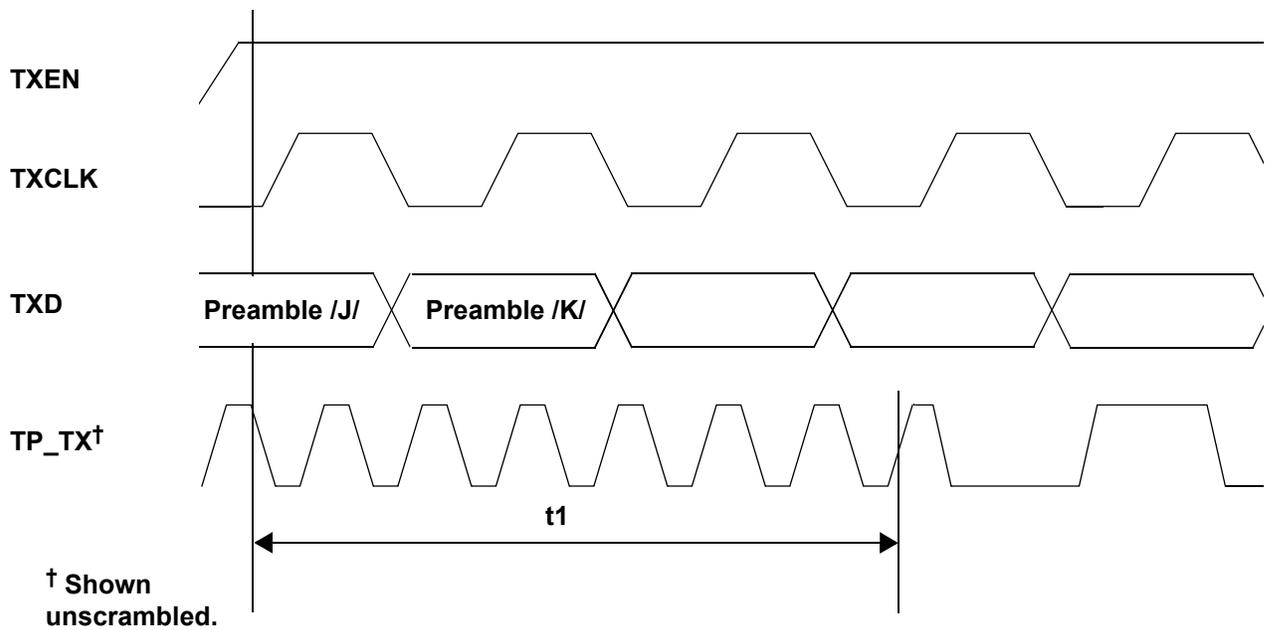 TXEN
TXCLK
TXD
Preamble /J/
Preamble /K/
TP_TX†
t1
† Shown
unscrambled.